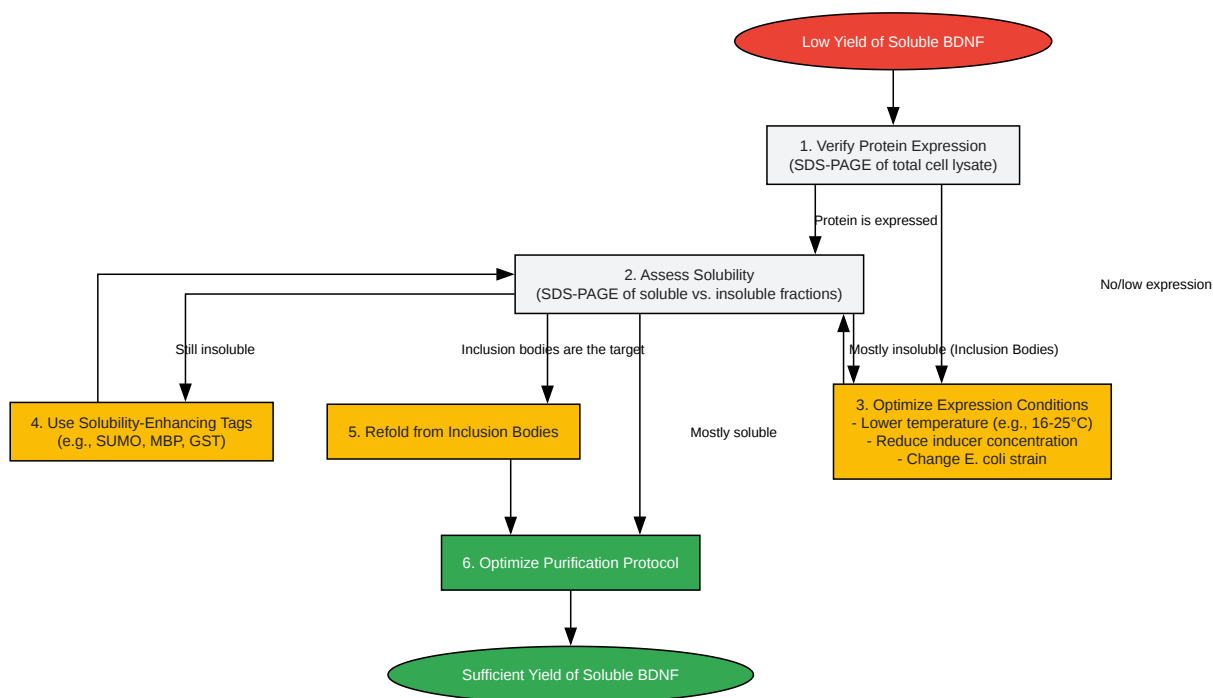 Low Yield of Soluble BDNF
1. Verify Protein Expression
(SDS-PAGE of total cell lysate)
Protein is expressed
2. Assess Solubility
(SDS-PAGE of soluble vs. insoluble fractions)
No/low expression
Still insoluble
Inclusion bodies are the target
Mostly insoluble (Inclusion Bodies)
4. Use Solubility-Enhancing Tags
(e.g., SUMO, MBP, GST)
5. Refold from Inclusion Bodies
Mostly soluble
3. Optimize Expression Conditions
- Lower temperature (e.g., 16-25°C)
- Reduce inducer concentration
- Change E. coli strain
6. Optimize Purification Protocol
Sufficient Yield of Soluble BDNF